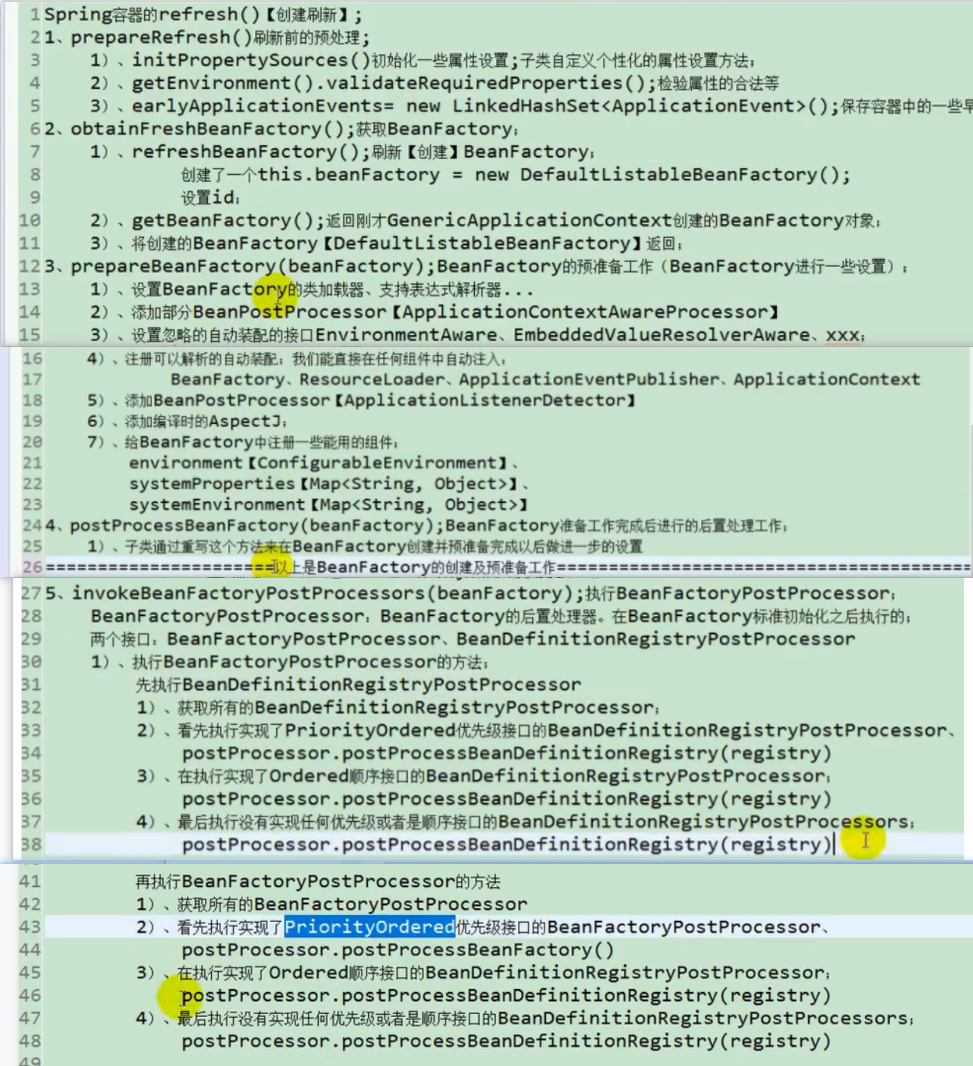 1 Spring容器的refresh()【创建刷新】;
2 1、prepareRefresh()刷新前的预处理;
3 1）、initPropertySources()初始化一些属性设置;子类自定义个性化的属性设置方法;
4 2）、getEnvironment().validateRequiredProperties();检验属性的合法等
5 3）、earlyApplicationEvents= new LinkedHashSet<ApplicationEvent>();保存容器中的一些早
6 2、obtainFreshBeanFactory();获取BeanFactory;
7 1）、refreshBeanFactory();刷新【创建】BeanFactory;
8 创建了一个this.beanFactory = new DefaultListableBeanFactory();
9 设置id;
10 2）、getBeanFactory();返回刚才GenericApplicationContext创建的BeanFactory对象;
11 3）、将创建的BeanFactory【DefaultListableBeanFactory】返回;
12 3、prepareBeanFactory(beanFactory);BeanFactory的预准备工作（BeanFactory进行一些设置）;
13 1）、设置BeanFactory的类加载器、支持表达式解析器...
14 2）、添加部分BeanPostProcessor【ApplicationContextAwareProcessor】
15 3）、设置忽略的自动装配的接口EnvironmentAware、EmbeddedValueResolverAware、xxx;
16 4）、注册可以解析的自动装配;我们能直接在任何组件中自动注入:
17 BeanFactory、ResourceLoader、ApplicationEventPublisher、ApplicationContext
18 5）、添加BeanPostProcessor【ApplicationListenerDetector】
19 6）、添加编译时的AspectJ;
20 7）、给BeanFactory中注册一些能用的组件;
21 environment【ConfigurableEnvironment】、
22 systemProperties【Map<String, Object>】、
23 systemEnvironment【Map<String, Object>】
24 4、postProcessBeanFactory(beanFactory);BeanFactory准备工作完成后进行的后置处理工作;
25 1）、子类通过重写这个方法来在BeanFactory创建并预准备完成以后做进一步的设置
26 ======================以上是BeanFactory的创建及预准备工作========================================
27 5、invokeBeanFactoryPostProcessors(beanFactory);执行BeanFactoryPostProcessor;
28 BeanFactoryPostProcessor: BeanFactory的后置处理器。在BeanFactory标准初始化之后执行的;
29 两个接口: BeanFactoryPostProcessor、BeanDefinitionRegistryPostProcessor
30 1）、执行BeanFactoryPostProcessor的方法;
31 先执行BeanDefinitionRegistryPostProcessor
32 1）、获取所有的BeanDefinitionRegistryPostProcessor;
33 2）、看先执行实现了PriorityOrdered优先级接口的BeanDefinitionRegistryPostProcessor、
34 postProcessor.postProcessBeanDefinitionRegistry(registry)
35 3）、在执行实现了Ordered顺序接口的BeanDefinitionRegistryPostProcessor;
36 postProcessor.postProcessBeanDefinitionRegistry(registry)
37 4）、最后执行没有实现任何优先级或者是顺序接口的BeanDefinitionRegistryPostProcessors;
38 postProcessor.postProcessBeanDefinitionRegistry(registry)
41 再执行BeanFactoryPostProcessor的方法
42 1）、获取所有的BeanFactoryPostProcessor
43 2）、看先执行实现了PriorityOrdered优先级接口的BeanFactoryPostProcessor、
44 postProcessor.postProcessBeanFactory()
45 3）、在执行实现了Ordered顺序接口的BeanDefinitionRegistryPostProcessor;
46 postProcessor.postProcessBeanDefinitionRegistry(registry)
47 4）、最后执行没有实现任何优先级或者是顺序接口的BeanDefinitionRegistryPostProcessors;
48 postProcessor.postProcessBeanDefinitionRegistry(registry)
49